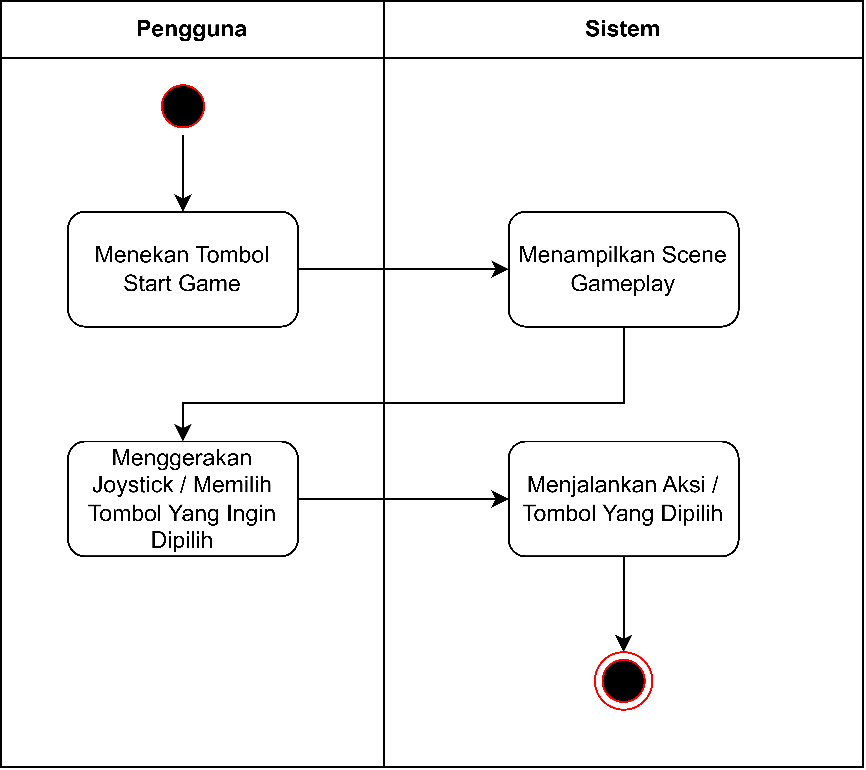 Pengguna
Sistem
Menekan Tombol
Start Game
Menampilkan Scene
Gameplay
Menggerakan
Joystick / Memilih
Tombol Yang Ingin
Dipilih
Menjalankan Aksi /
Tombol Yang Dipilih